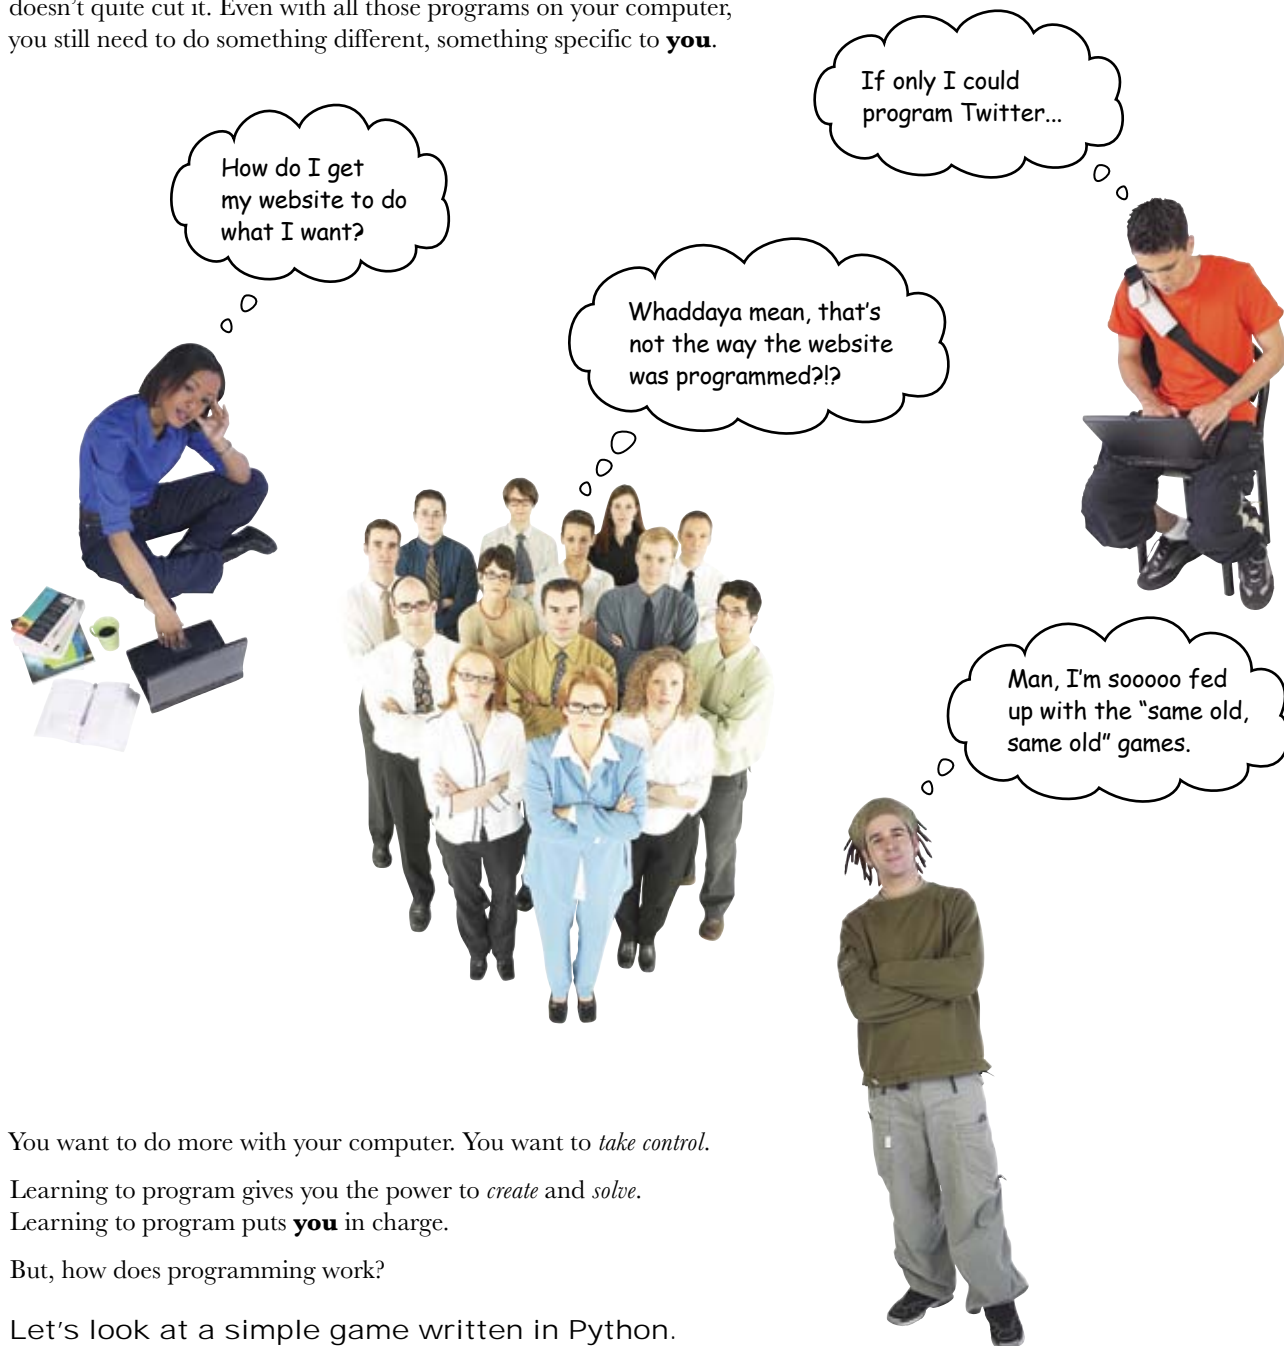 doesn’t quite cut it. Even with all those programs on your computer,
you still need to do something different, something specific to you.
If only I could
program Twitter...
How do I get
my website to do
what I want?
Whaddaya mean, that’s
not the way the website
was programmed?!?
Man, I’m sooooo fed
up with the “same old,
same old” games.
You want to do more with your computer. You want to take control.
Learning to program gives you the power to create and solve.
Learning to program puts you in charge.
But, how does programming work?
Let’s look at a simple game written in Python.